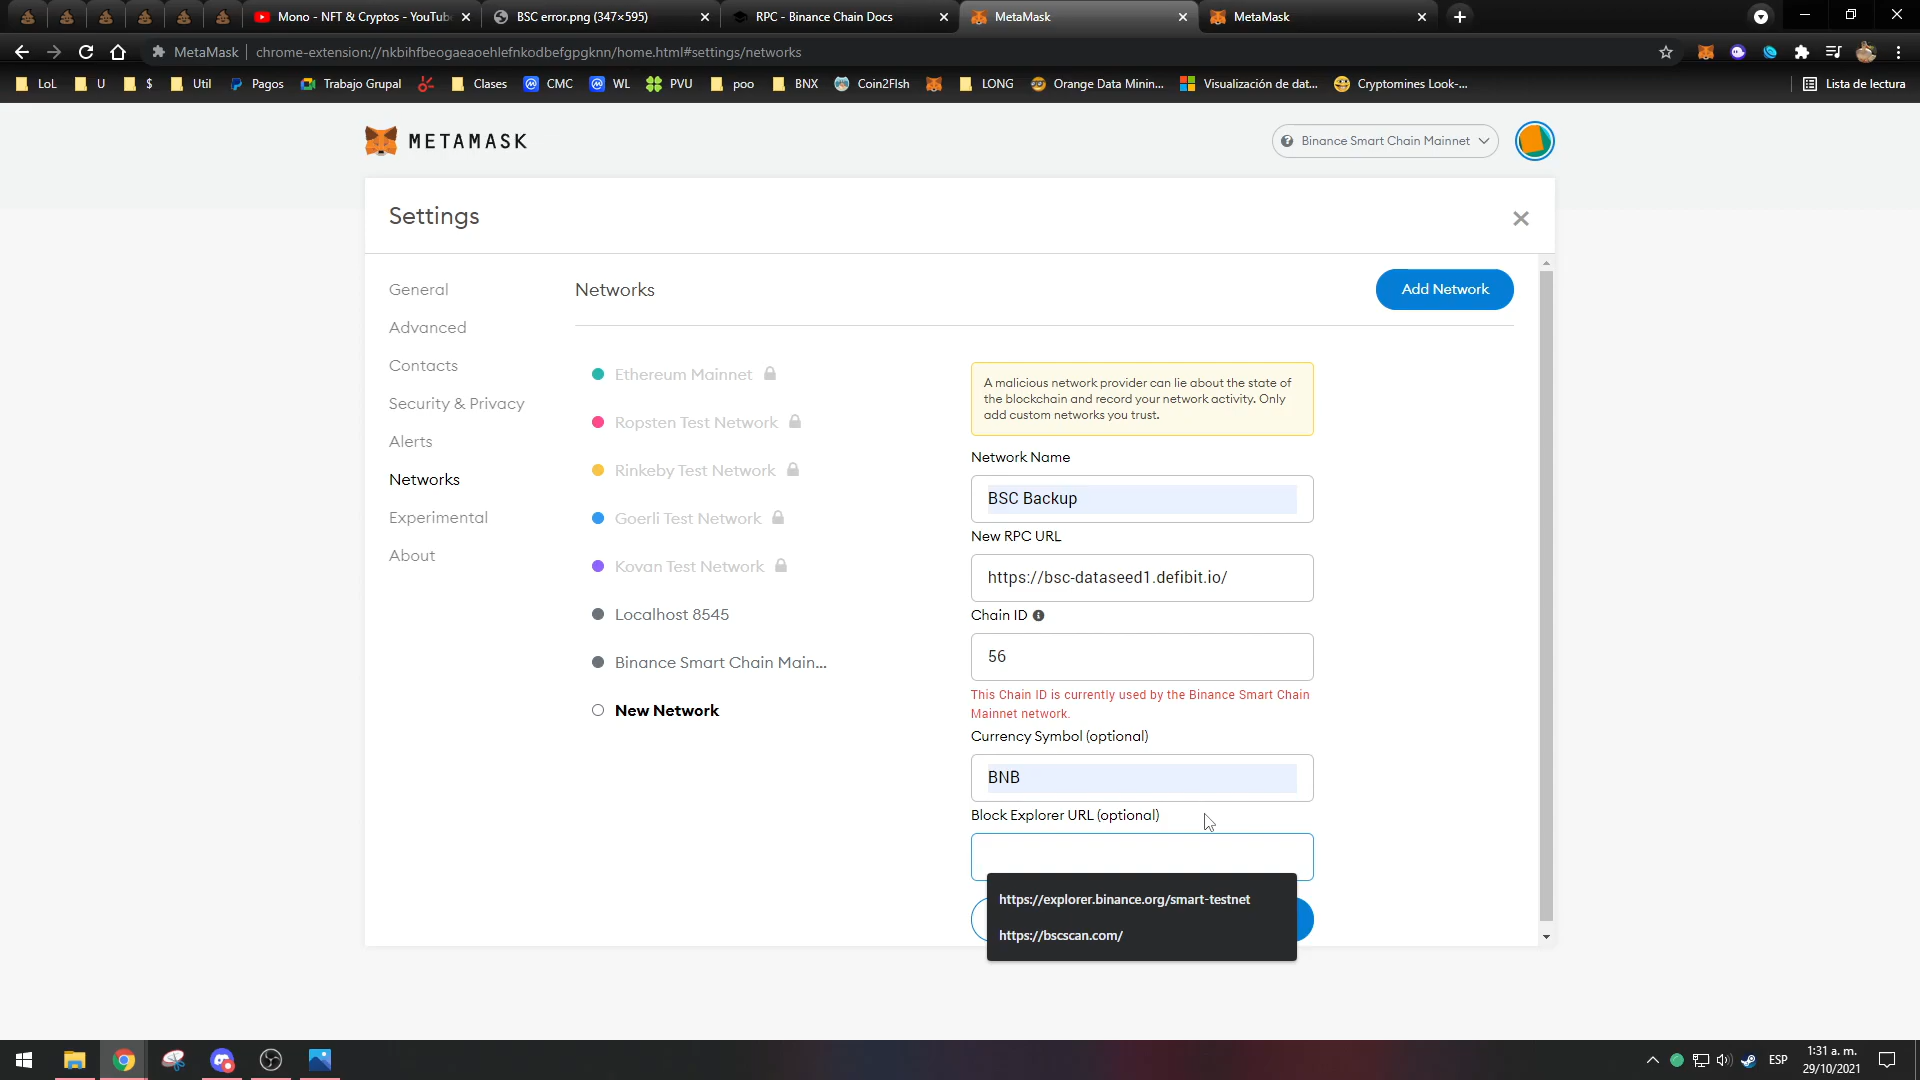 Mono - NFT & Cryptos - YouTub
BSC error.png (347×595)
RPC - Binance Chain Docs
MetaMask
MetaMask
MetaMask
chrome-extension://nkbihfbeogaeaoehlefnkodbefgpgknn/home.html#settings/networks
LoL
U
$
Util
Pagos
Trabajo Grupal
Clases
CMC
WL
PVU
poo
BNX
Coin2FIsh
LONG
Orange Data Minin...
Visualización de dat...
Cryptomines Look-...
Lista de lectura
METAMASK
Binance Smart Chain Mainnet
Settings
General
Advanced
Contacts
Security & Privacy
Alerts
Networks
Experimental
About
Networks
Add Network
Ethereum Mainnet
Ropsten Test Network
Rinkeby Test Network
Goerli Test Network
Kovan Test Network
Localhost 8545
Binance Smart Chain Main...
New Network
A malicious network provider can lie about the state of
the blockchain and record your network activity. Only
add custom networks you trust.
Network Name
BSC Backup
New RPC URL
https://bsc-dataseed1.defibit.io/
Chain ID
56
This Chain ID is currently used by the Binance Smart Chain
Mainnet network.
Currency Symbol (optional)
BNB
Block Explorer URL (optional)
https://explorer.binance.org/smart-testnet
https://bscscan.com/
ESP
1:31 a. m.
29/10/2021